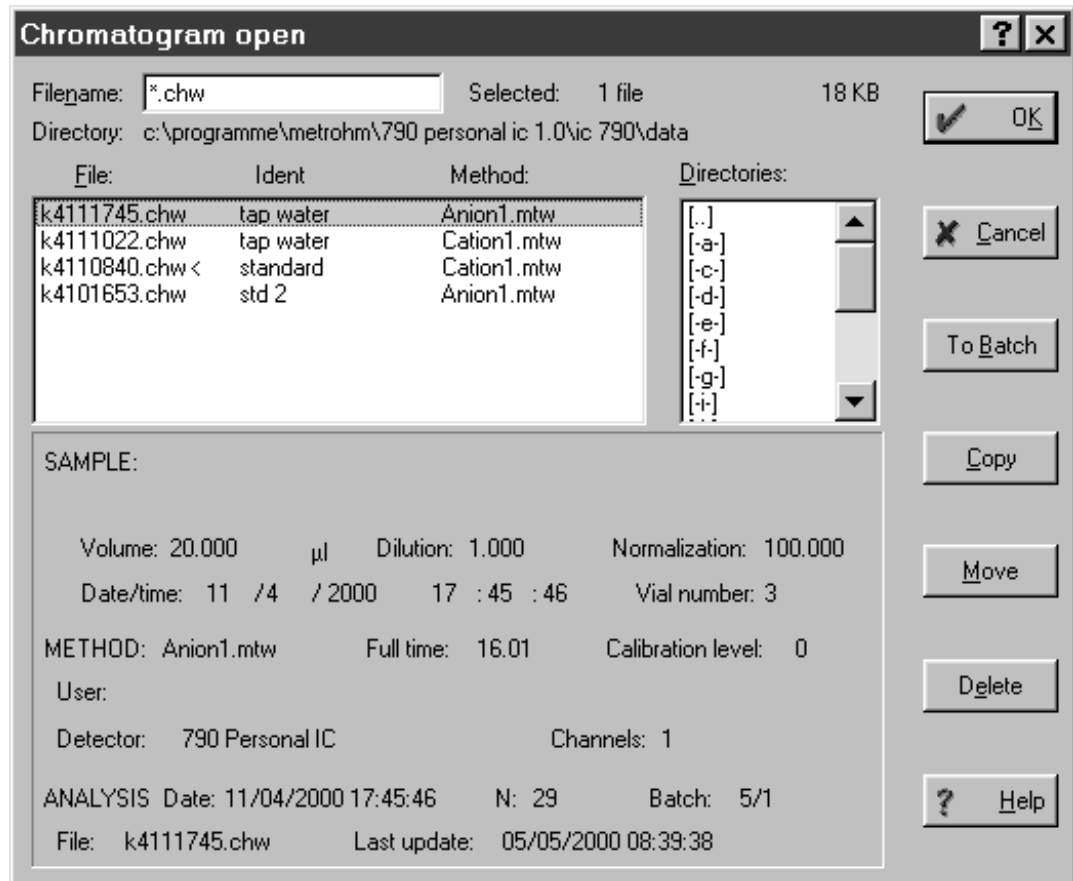 Chromatogram open ? ×
Filename: *.chw Selected: 1 file 18 KB
OK
Directory: c:\programme\metrohm\790 personal ic 1.0\ic 790\data
File: Ident Method: Directories:
k4111745.chw tap water Anion1.mtw [..]
k4111022.chw tap water Cation1.mtw [-a-]
Cancel
k4110840.chw < standard Cation1.mtw [-c-]
k4101653.chw std 2 Anion1.mtw [-d-]
[-e-]
[-f-]
To Batch
[-g-]
[-i-]
SAMPLE:
Copy
Volume: 20.000 µl Dilution: 1.000 Normalization: 100.000
Move
Date/time: 11 /4 / 2000 17 : 45 : 46 Vial number: 3
METHOD: Anion1.mtw Full time: 16.01 Calibration level: 0
User:
Delete
Detector: 790 Personal IC Channels: 1
ANALYSIS Date: 11/04/2000 17:45:46 N: 29 Batch: 5/1
? Help
File: k4111745.chw Last update: 05/05/2000 08:39:38